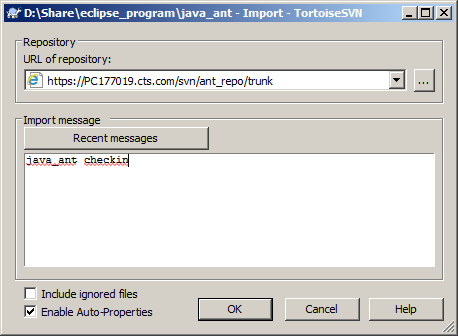 D:\Share\eclipse_program\java_ant - Import - TortoiseSVN
Repository
URL of repository:
https://PC177019.cts.com/svn/ant_repo/trunk
...
Import message
Recent messages
java_ant checkin
Include ignored files
Enable Auto-Properties
OK
Cancel
Help